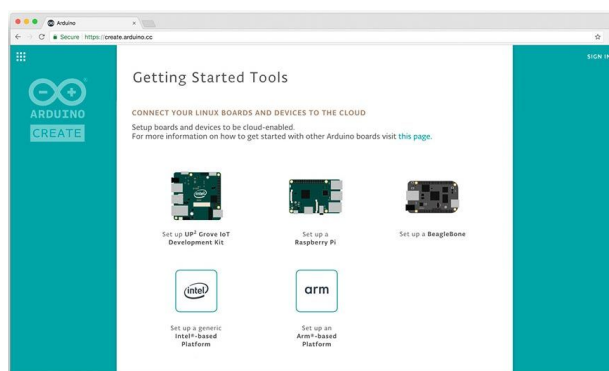 Arduino
Secure https://create.arduino.cc
SIGN IN
ARDUINO
CREATE
Getting Started Tools
CONNECT YOUR LINUX BOARDS AND DEVICES TO THE CLOUD
Setup boards and devices to be cloud-enabled.
For more information on how to get started with other Arduino boards visit this page.
Set up UP² Grove IoT
Development Kit
Set up a
Raspberry Pi
Set up a BeagleBone
intel
arm
Set up a generic
Intel®-based
Platform
Set up an
Arm®-based
Platform